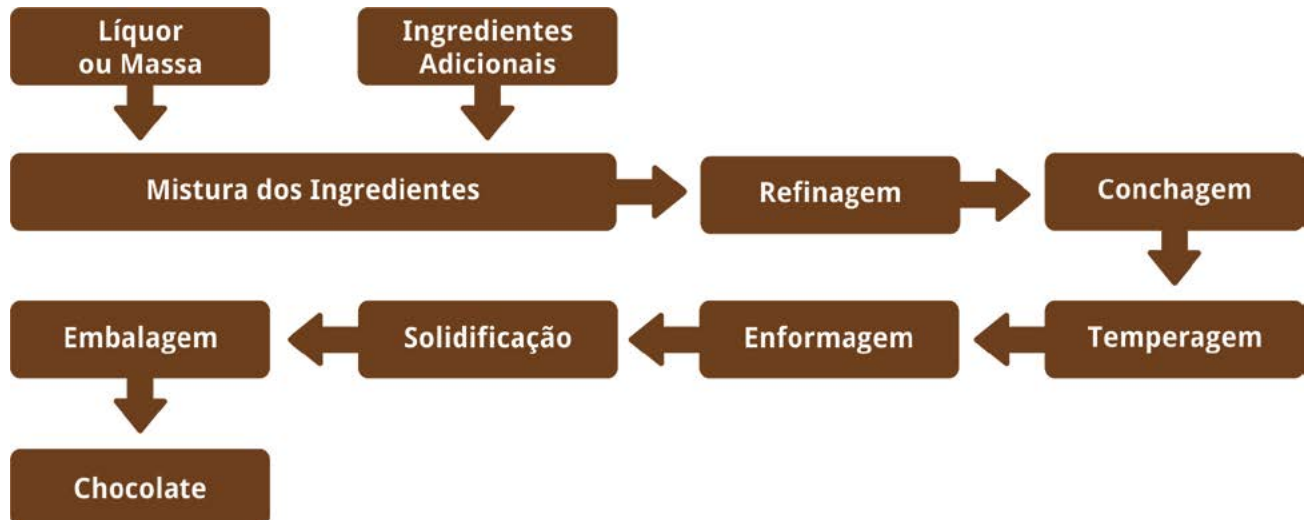 Líquor
ou Massa
Ingredientes
Adicionais
Mistura dos Ingredientes
Refinagem
Conchagem
Temperagem
Enformagem
Solidificação
Embalagem
Chocolate